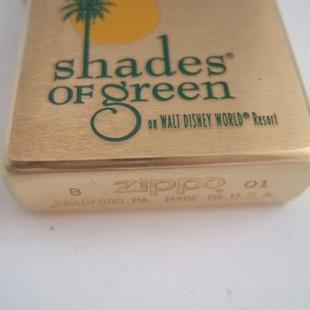 shades®
OF green
on WALT DISNEY WORLD® Resort
B zippo 01
BRADFORD, PA. MADE IN U.S.A.